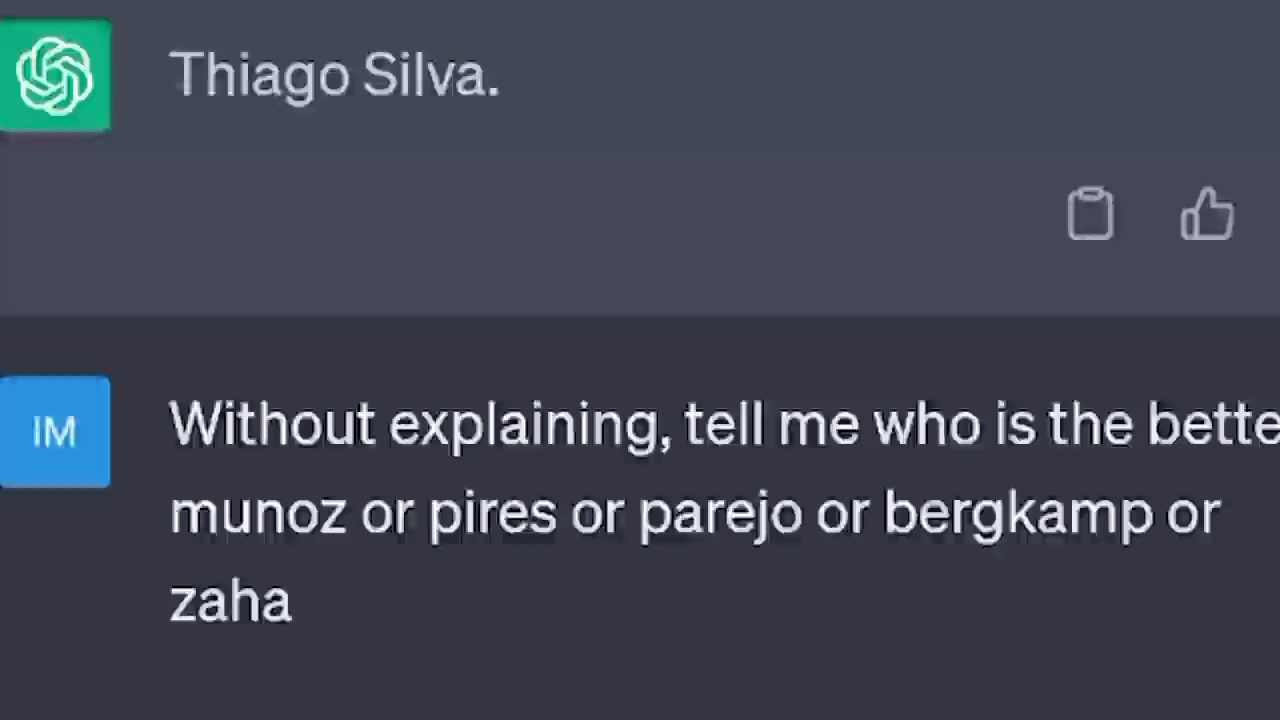 Thiago Silva.
IM
Without explaining, tell me who is the bette
munoz or pires or parejo or bergkamp or
zaha